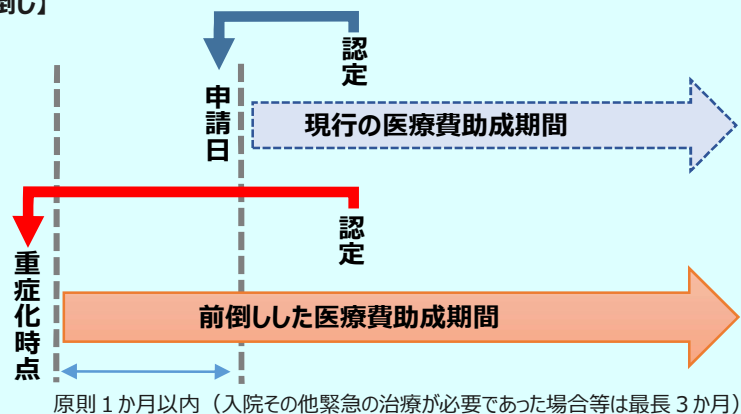 倒し】
認定
申請日
現行の医療費助成期間
認定
重症化時点
前倒しした医療費助成期間
原則1か月以内（入院その他緊急の治療が必要であった場合等は最長3か月）